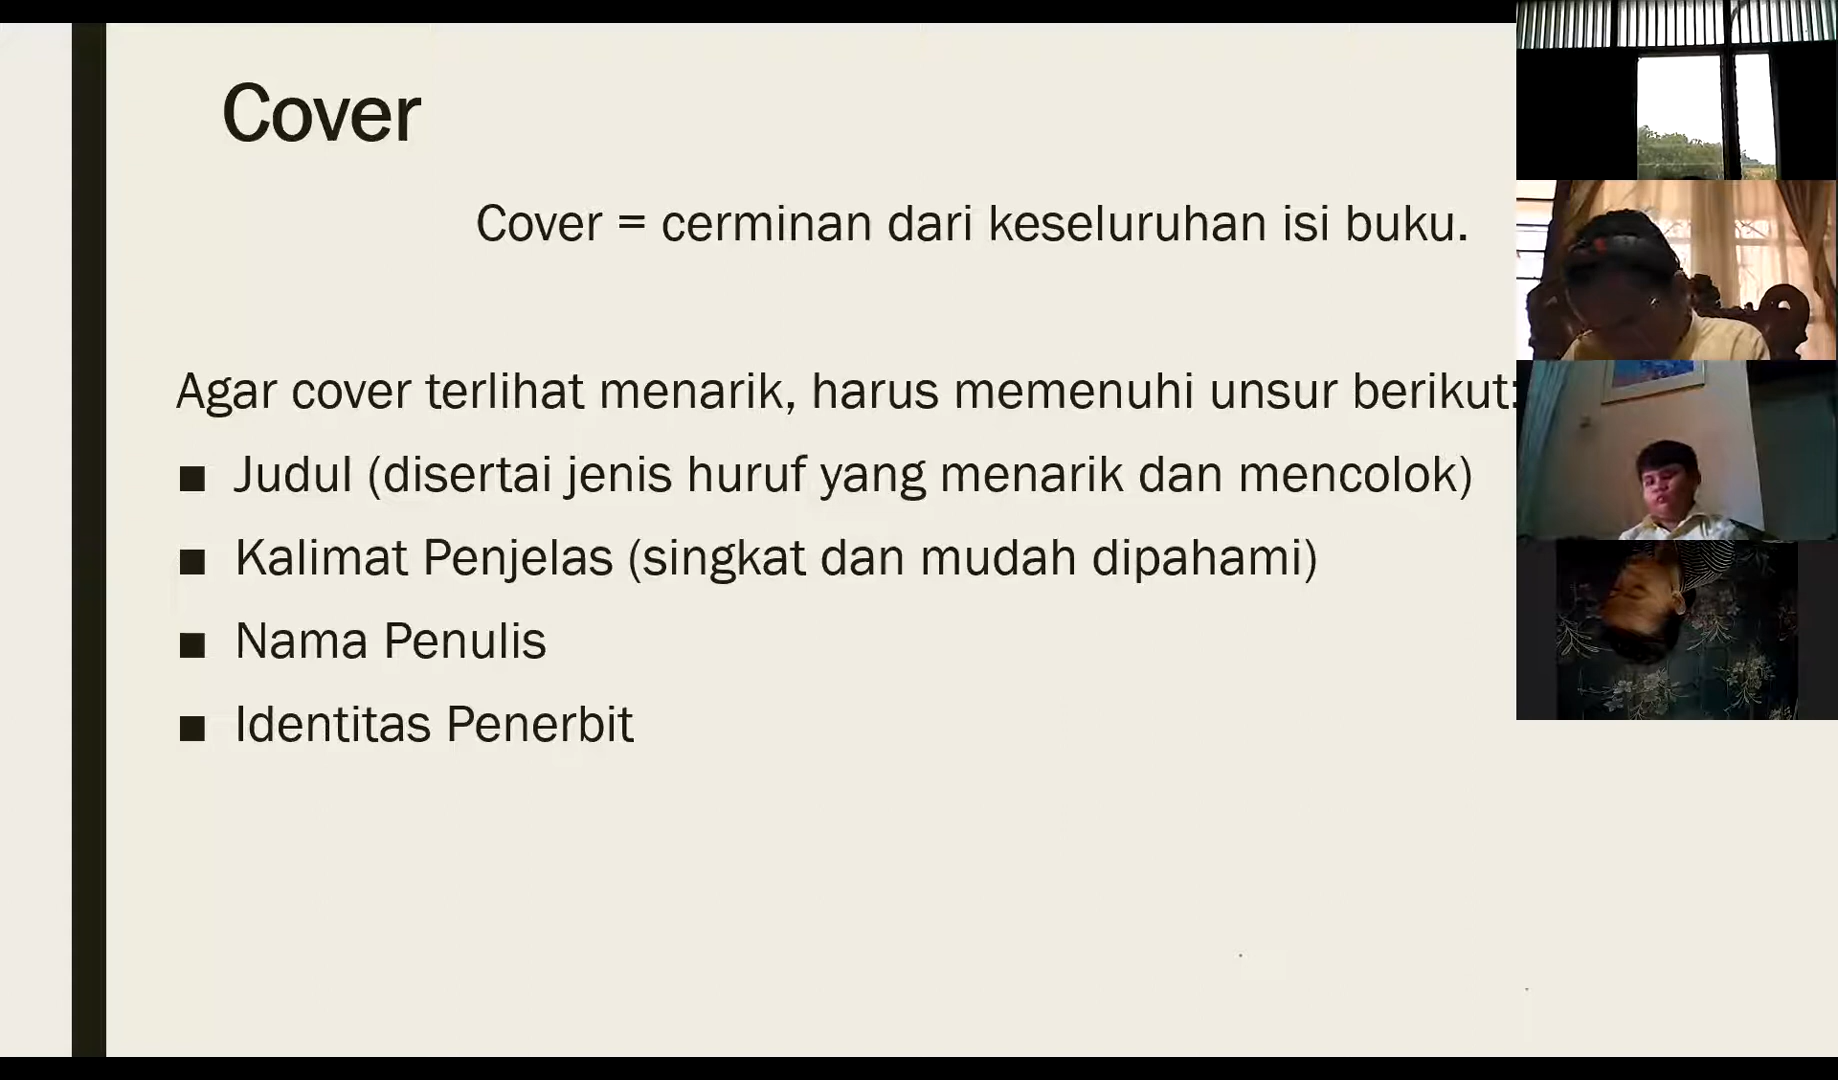 Cover
Cover = cerminan dari keseluruhan isi buku.
Agar cover terlihat menarik, harus memenuhi unsur berikut:
■ Judul (disertai jenis huruf yang menarik dan mencolok)
■ Kalimat Penjelas (singkat dan mudah dipahami)
■ Nama Penulis
■ Identitas Penerbit